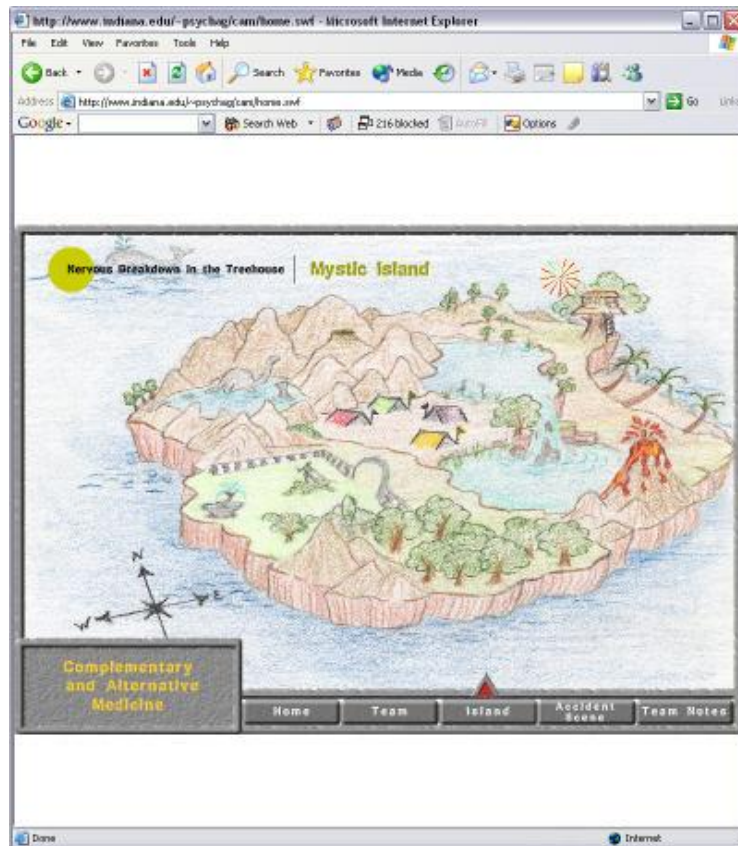 http://www.indiana.edu/~psychag/cam/home.swf - Microsoft Internet Explorer
File Edit View Favorites Tools Help
Back Search Favorites Media
Address http://www.indiana.edu/~psychag/cam/home.swf Go Links
Google Search Web 216 blocked AutoFill Options
Nervous Breakdown in the Treehouse Mystic Island
N
W E
Complementary
and Alternative
Medicine
Home Team Island Accident Scene Team Notes
Done Internet